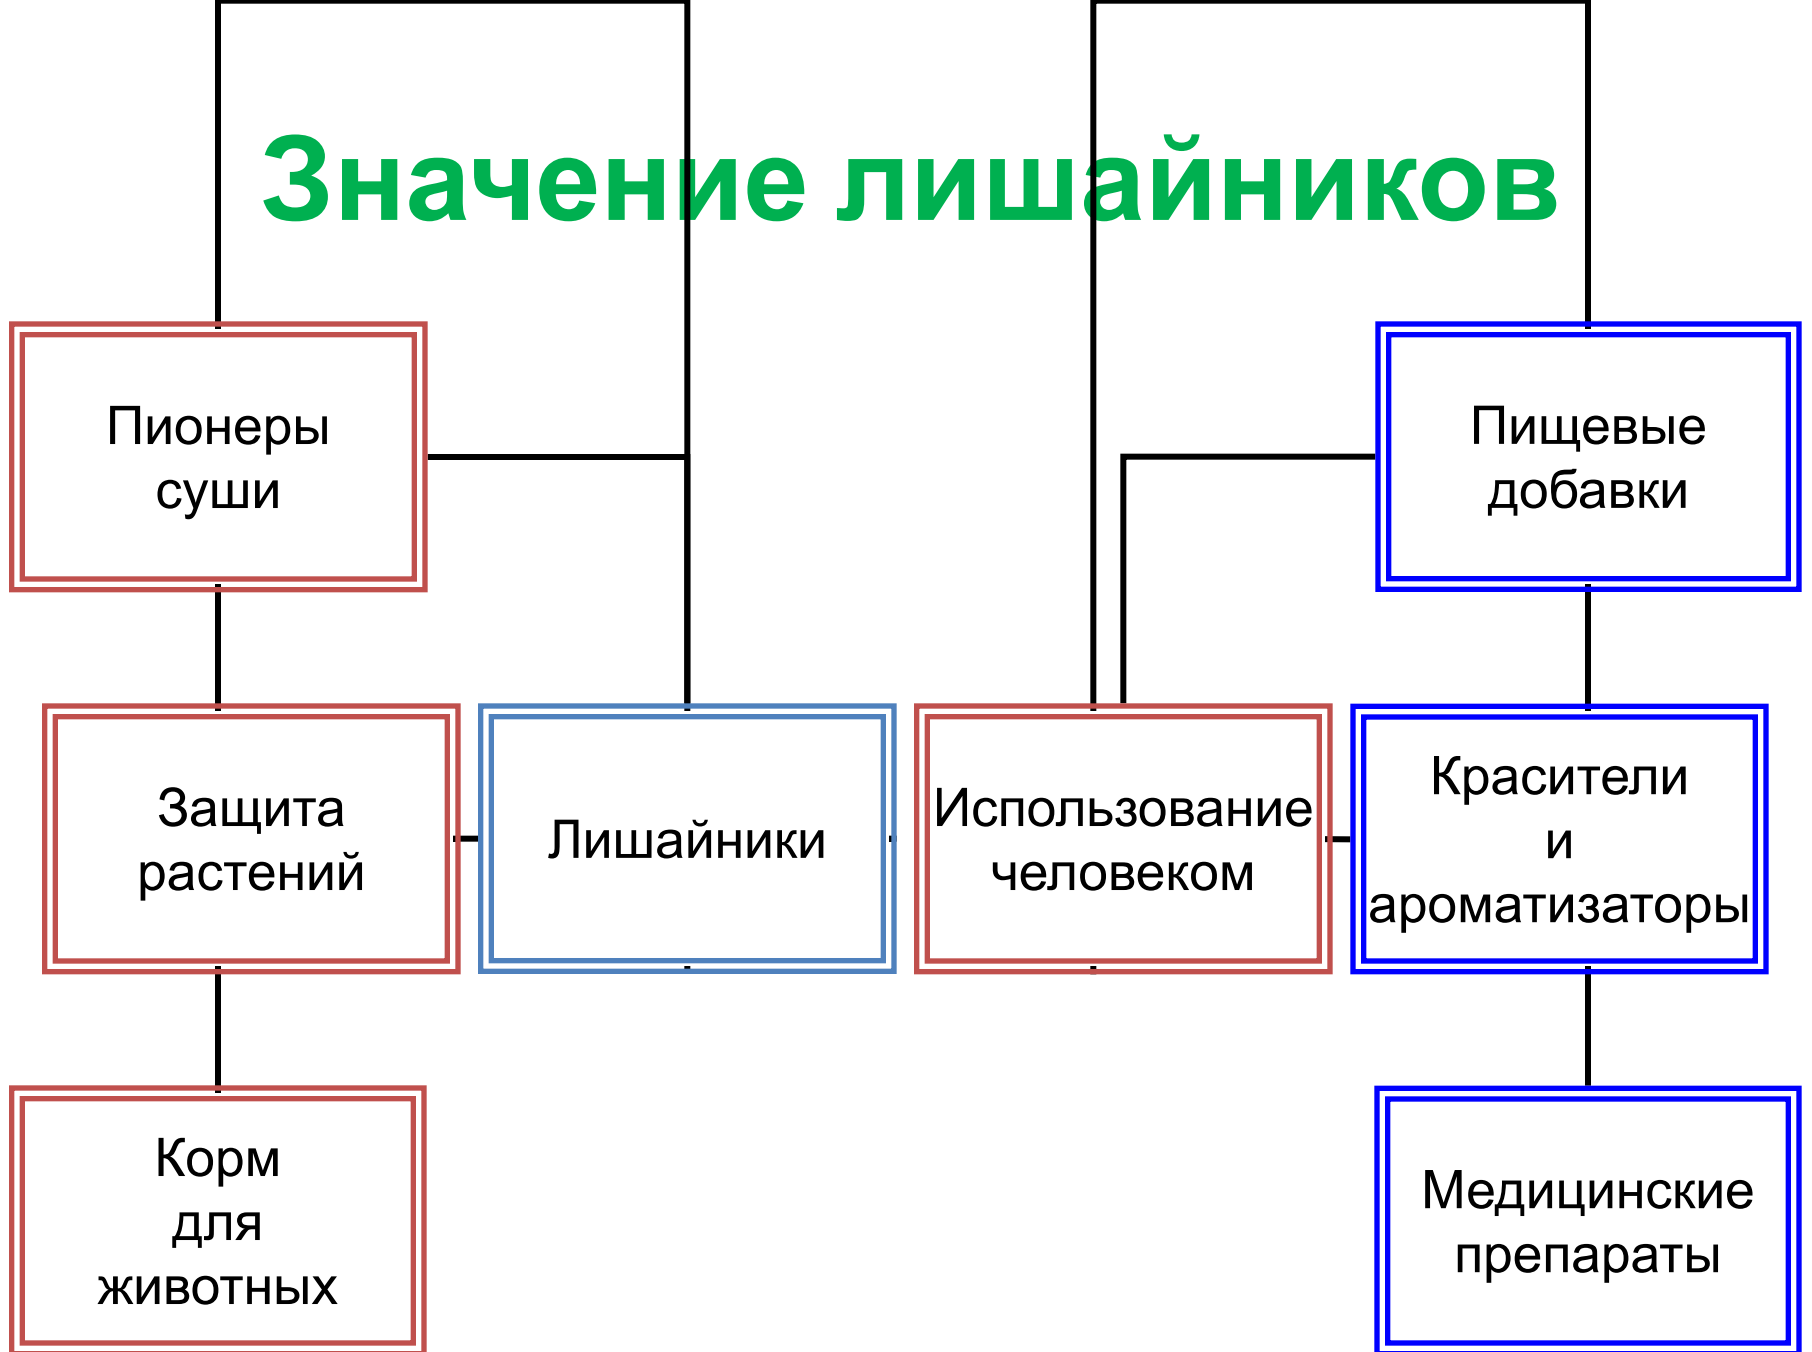 Значение лишайников
Пионеры
суши
Пищевые
добавки
Защита
растений
Лишайники
Использование
человеком
Красители
и
ароматизаторы
Корм
для
животных
Медицинские
препараты